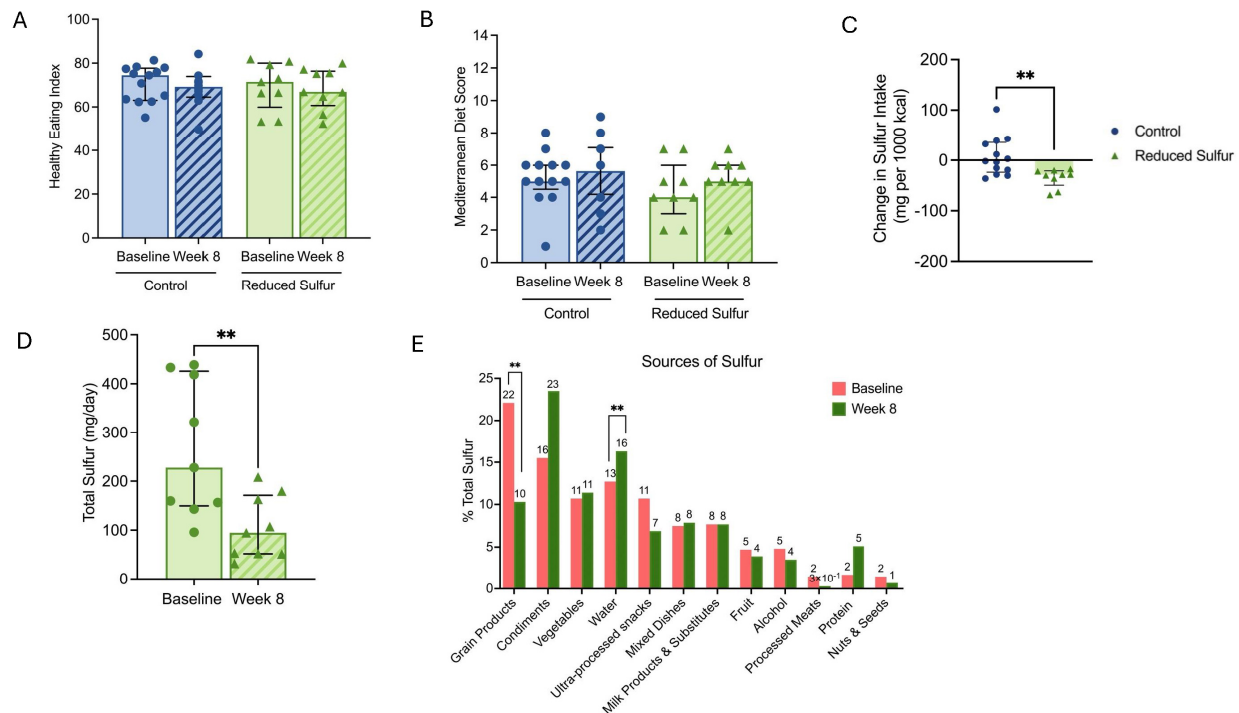 A
Healthy Eating Index
100
80
60
40
20
0
Baseline Week 8
Baseline Week 8
Control
Reduced Sulfur
B
Mediterranean Diet Score
14
12
10
8
6
4
2
0
Baseline Week 8
Baseline Week 8
Control
Reduced Sulfur
C
Change in Sulfur Intake
(mg per 1000 kcal)
200
100
0
-100
-200
**
Control
Reduced Sulfur
D
Total Sulfur (mg/day)
500
400
300
200
100
0
**
Baseline
Week 8
E
Sources of Sulfur
% Total Sulfur
25
20
15
10
5
0
Baseline
Week 8
**
**
22
10
16
23
11
11
13
16
11
7
8
8
8
8
5
4
5
4
2
3×10-1
2
5
2
1
Grain Products
Condiments
Vegetables
Water
Ultra-processed snacks
Mixed Dishes
Milk Products & Substitutes
Fruit
Alcohol
Processed Meats
Protein
Nuts & Seeds